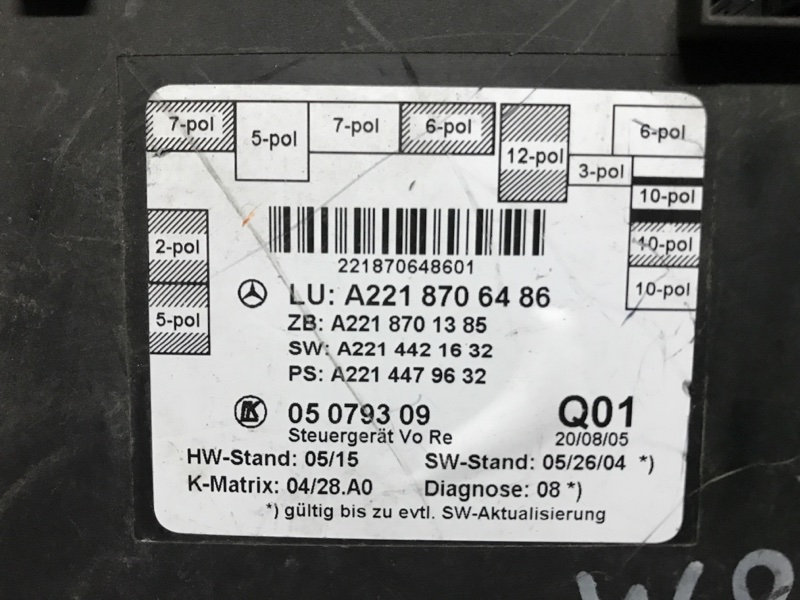 7-pol
5-pol
7-pol
6-pol
12-pol
3-pol
6-pol
10-pol
10-pol
10-pol
2-pol
5-pol
221870648601
LU: A221 870 64 86
ZB: A221 870 13 85
SW: A221 442 16 32
PS: A221 447 96 32
05 0793 09
Q01
Steuergerät Vo Re
20/08/05
HW-Stand: 05/15
SW-Stand: 05/26/04 *)
K-Matrix: 04/28.A0
Diagnose: 08 *)
*) gültig bis zu evtl. SW-Aktualisierung